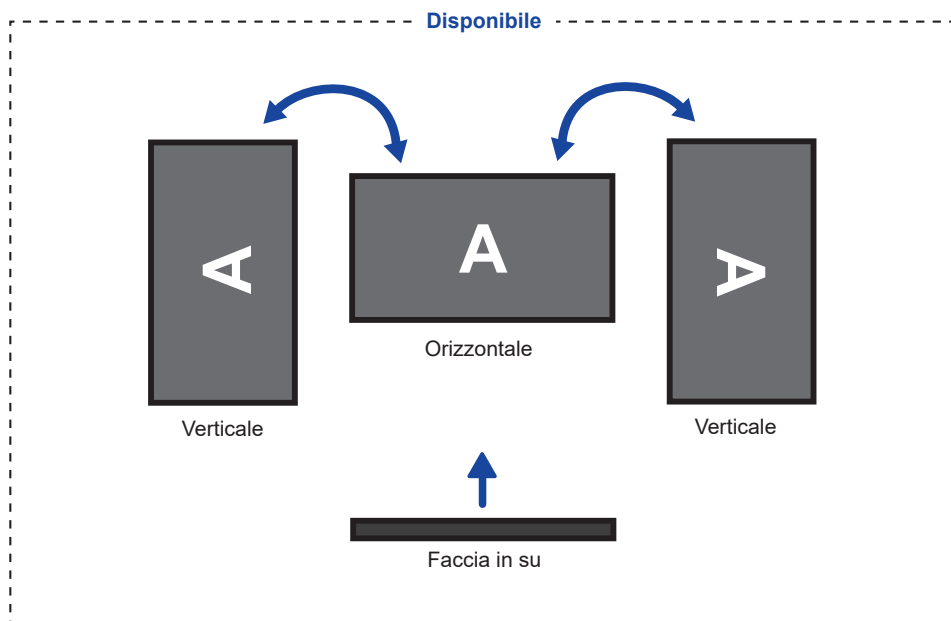 Disponibile
A
A
A
Orizzontale
Verticale
Verticale
Faccia in su